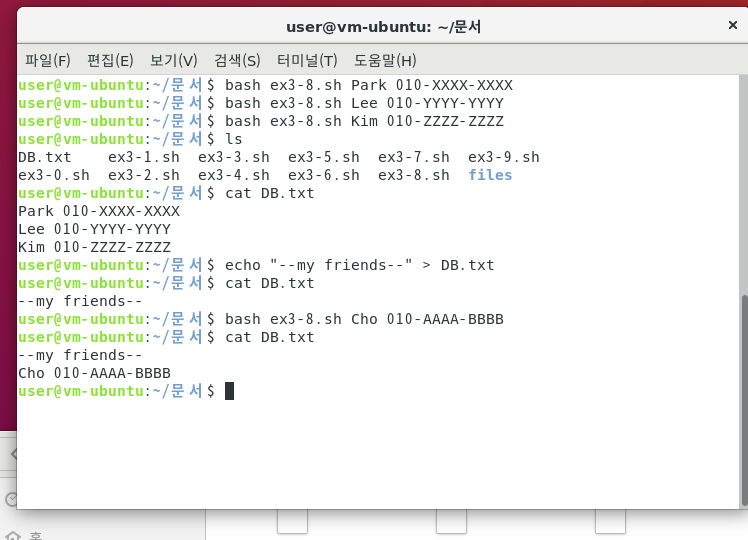 user@vm-ubuntu: ~/문서
파일(F) 편집(E) 보기(V) 검색(S) 터미널(T) 도움말(H)
user@vm-ubuntu:~/문서$ bash ex3-8.sh Park 010-XXXX-XXXX
user@vm-ubuntu:~/문서$ bash ex3-8.sh Lee 010-YYYY-YYYY
user@vm-ubuntu:~/문서$ bash ex3-8.sh Kim 010-ZZZZ-ZZZZ
user@vm-ubuntu:~/문서$ ls
DB.txt    ex3-1.sh  ex3-3.sh  ex3-5.sh  ex3-7.sh  ex3-9.sh
ex3-0.sh  ex3-2.sh  ex3-4.sh  ex3-6.sh  ex3-8.sh  files
user@vm-ubuntu:~/문서$ cat DB.txt
Park 010-XXXX-XXXX
Lee 010-YYYY-YYYY
Kim 010-ZZZZ-ZZZZ
user@vm-ubuntu:~/문서$ echo "--my friends--" > DB.txt
user@vm-ubuntu:~/문서$ cat DB.txt
--my friends--
user@vm-ubuntu:~/문서$ bash ex3-8.sh Cho 010-AAAA-BBBB
user@vm-ubuntu:~/문서$ cat DB.txt
--my friends--
Cho 010-AAAA-BBBB
user@vm-ubuntu:~/문서$
홈